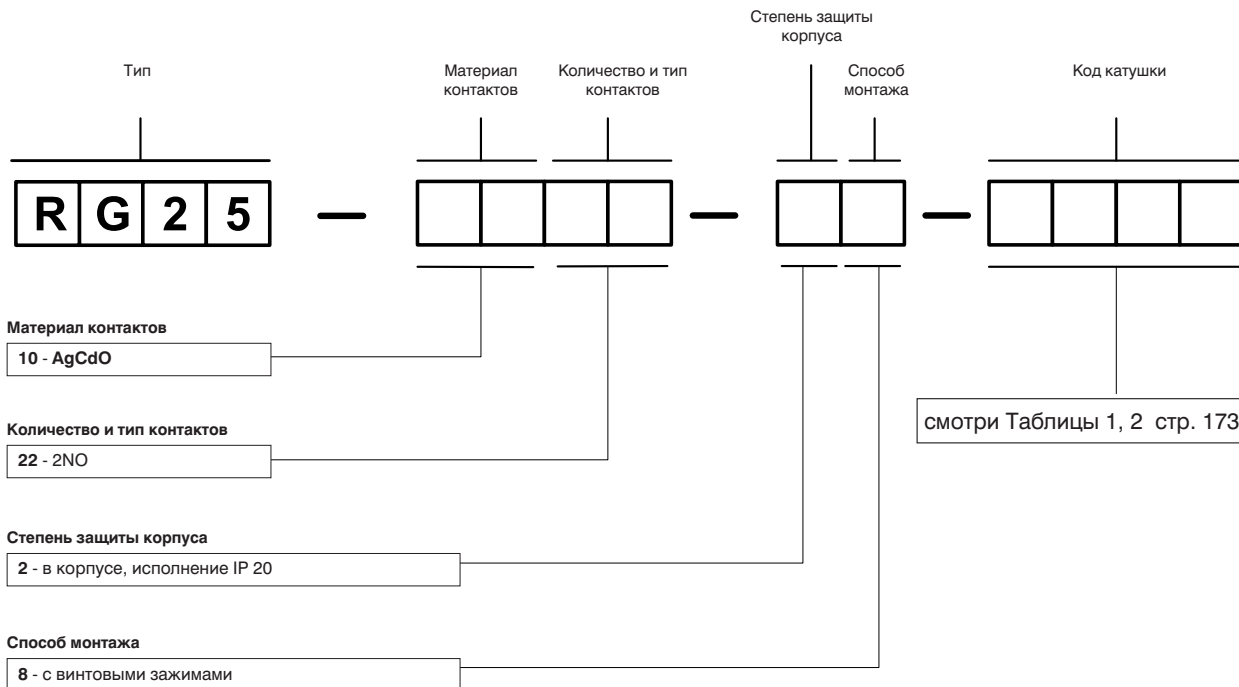 Степень защиты
корпуса
Тип
Материал
контактов
Количество и тип
контактов
Способ
монтажа
Код катушки
R G 2 5 — — —
Материал контактов
10 - AgCdO
смотри Таблицы 1, 2 стр. 173
Количество и тип контактов
22 - 2NO
Степень защиты корпуса
2 - в корпусе, исполнение IP 20
Способ монтажа
8 - с винтовыми зажимами